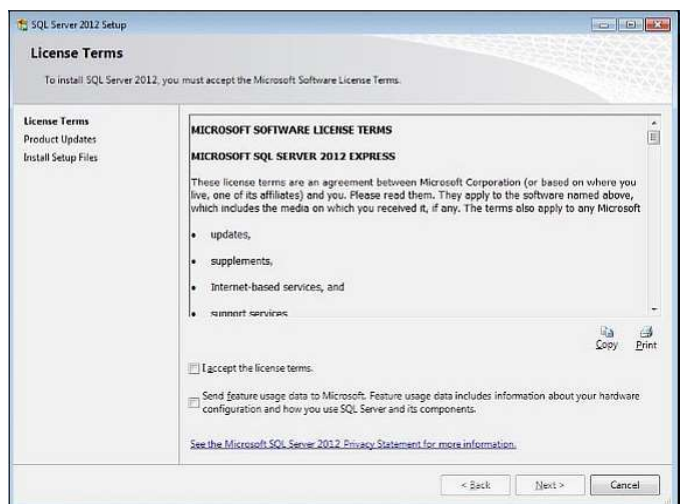 SQL Server 2012 Setup
License Terms
To install SQL Server 2012, you must accept the Microsoft Software License Terms.
License Terms
Product Updates
Install Setup Files
MICROSOFT SOFTWARE LICENSE TERMS
MICROSOFT SQL SERVER 2012 EXPRESS
These license terms are an agreement between Microsoft Corporation (or based on where you
live, one of its affiliates) and you. Please read them. They apply to the software named above,
which includes the media on which you received it, if any. The terms also apply to any Microsoft
• updates,
• supplements,
• Internet-based services, and
• support services
Copy Print
I accept the license terms.
Send feature usage data to Microsoft. Feature usage data includes information about your hardware
configuration and how you use SQL Server and its components.
See the Microsoft SQL Server 2012 Privacy Statement for more information.
< Back Next > Cancel